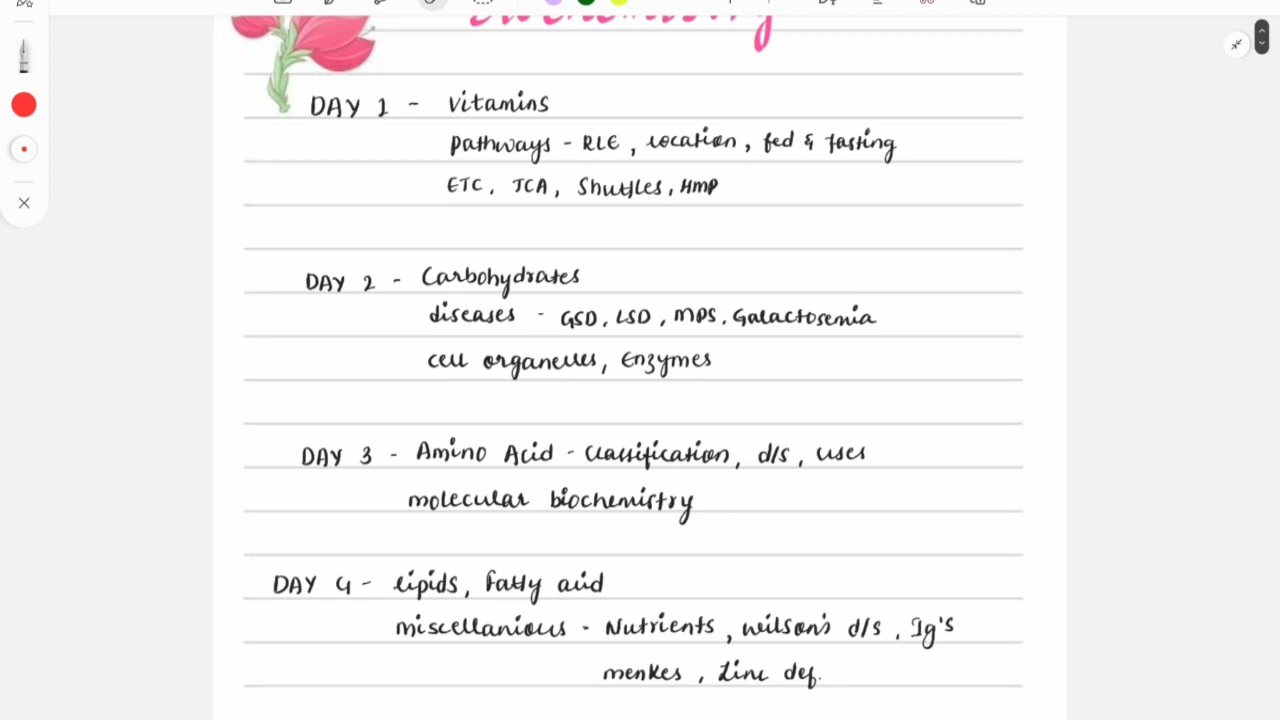 Biochemistry
DAY 1 - Vitamins
Pathways - RLE, location, fed & fasting
ETC, TCA, Shuttles, HMP
DAY 2 - Carbohydrates
diseases - GSD, LSD, MPS, Galactosemia
cell organelles, Enzymes
DAY 3 - Amino Acid - classification, d/s, uses
molecular biochemistry
DAY 4 - lipids, fatty acid
miscellanious - Nutrients, wilson's d/s, Ig's
menkes, Zinc def.